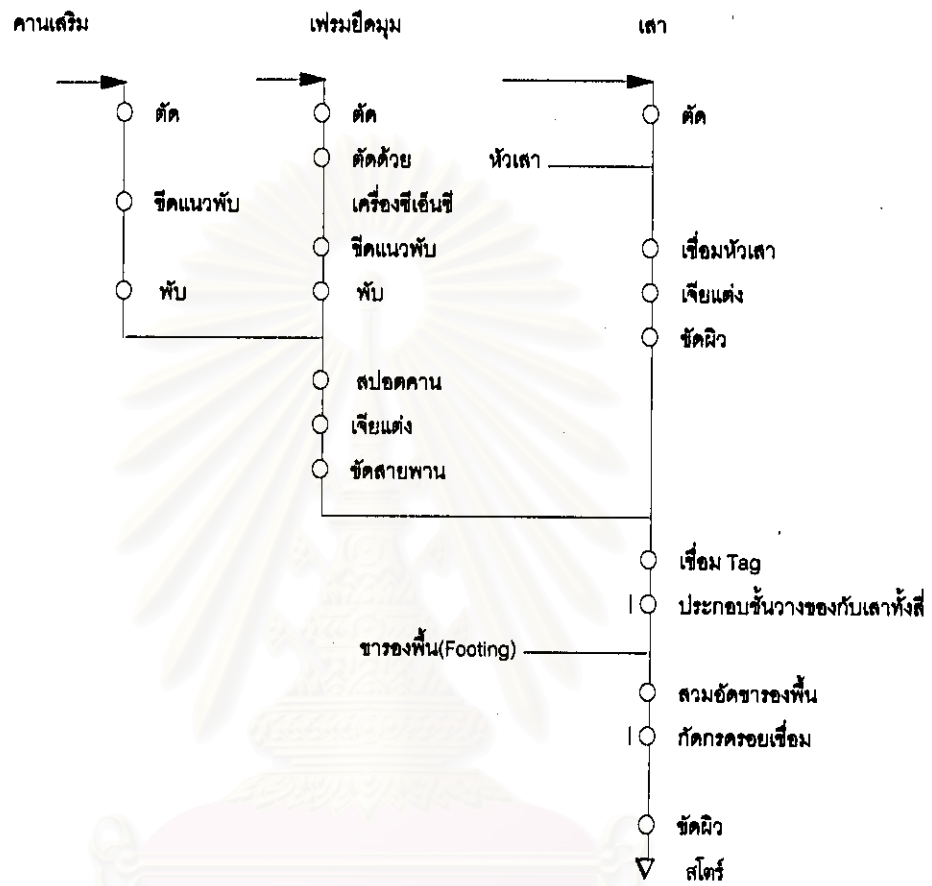 คานเสริม เฟรมยึดมุม เสา
ตัด ตัด ตัด
ตัดด้วย หัวเสา
ขีดแนวพับ เครื่องซีเอ็นซี
ขีดแนวพับ เชื่อมหัวเสา
พับ พับ เจียแต่ง
ขัดผิว
สปอตคาน
เจียแต่ง
ขัดสายพาน
เชื่อม Tag
ประกอบชั้นวางของกับเสาทั้งสี่
ขารองพื้น(Footing)
สวมอัดขารองพื้น
กัดกรดรอยเชื่อม
ขัดผิว
สโตร์